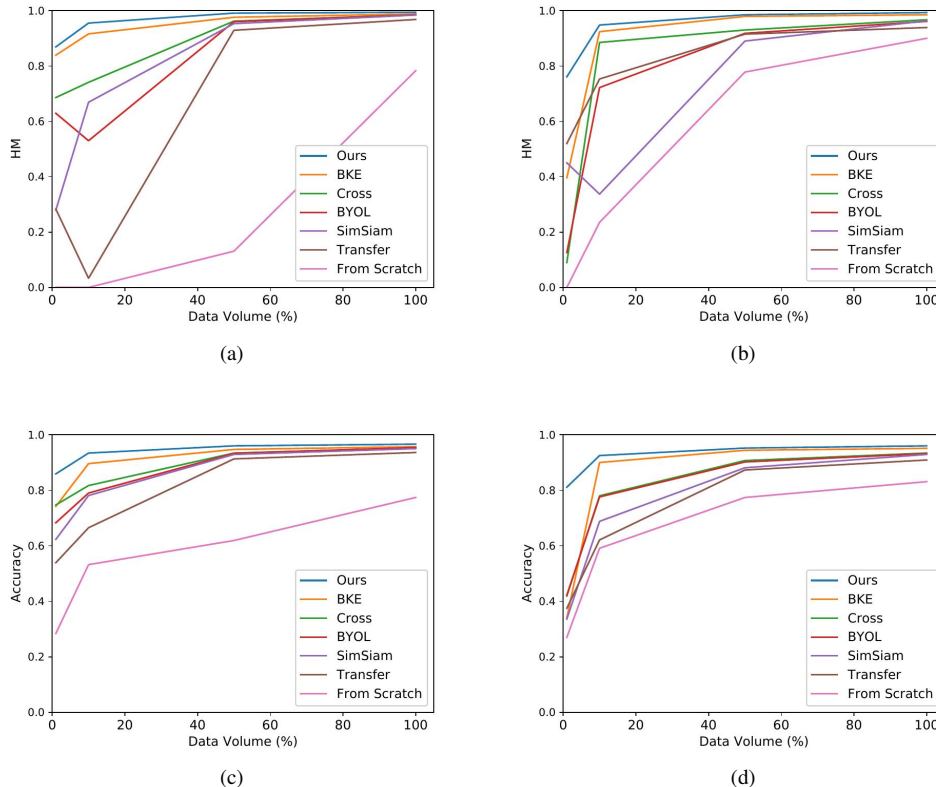 1.0
0.8
0.6
0.4
0.2
0.0
HM
0 20 40 60 80 100
Data Volume (%)
Ours
BKE
Cross
BYOL
SimSiam
Transfer
From Scratch
(a)
1.0
0.8
0.6
0.4
0.2
0.0
HM
0 20 40 60 80 100
Data Volume (%)
Ours
BKE
Cross
BYOL
SimSiam
Transfer
From Scratch
(b)
1.0
0.8
0.6
0.4
0.2
0.0
Accuracy
0 20 40 60 80 100
Data Volume (%)
Ours
BKE
Cross
BYOL
SimSiam
Transfer
From Scratch
(c)
1.0
0.8
0.6
0.4
0.2
0.0
Accuracy
0 20 40 60 80 100
Data Volume (%)
Ours
BKE
Cross
BYOL
SimSiam
Transfer
From Scratch
(d)